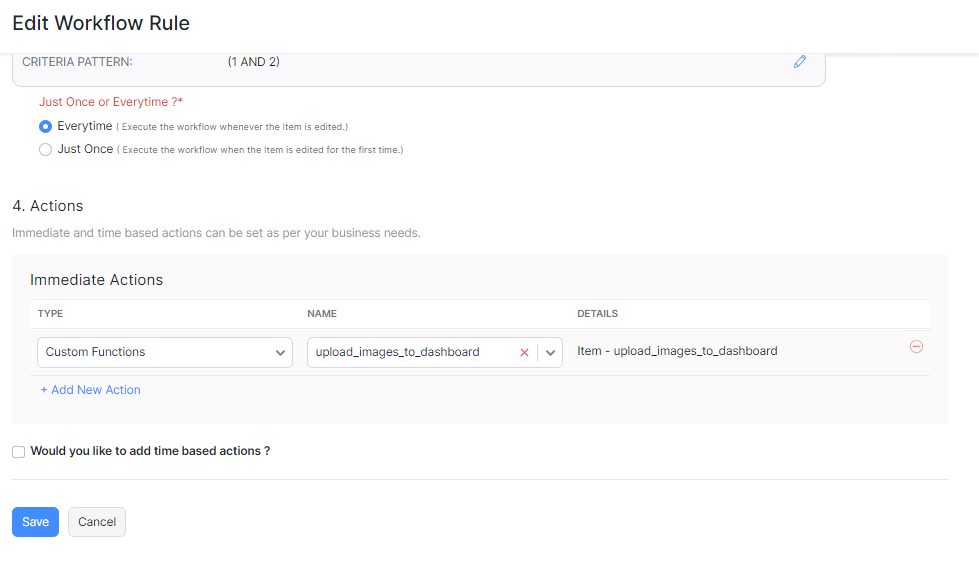 Edit Workflow Rule
CRITERIA PATTERN: (1 AND 2)
Just Once or Everytime ?*
Everytime ( Execute the workflow whenever the Item is edited.)
Just Once ( Execute the workflow when the Item is edited for the first time.)
4. Actions
Immediate and time based actions can be set as per your business needs.
Immediate Actions
TYPE NAME DETAILS
Custom Functions upload_images_to_dashboard Item - upload_images_to_dashboard
+ Add New Action
Would you like to add time based actions ?
Save Cancel